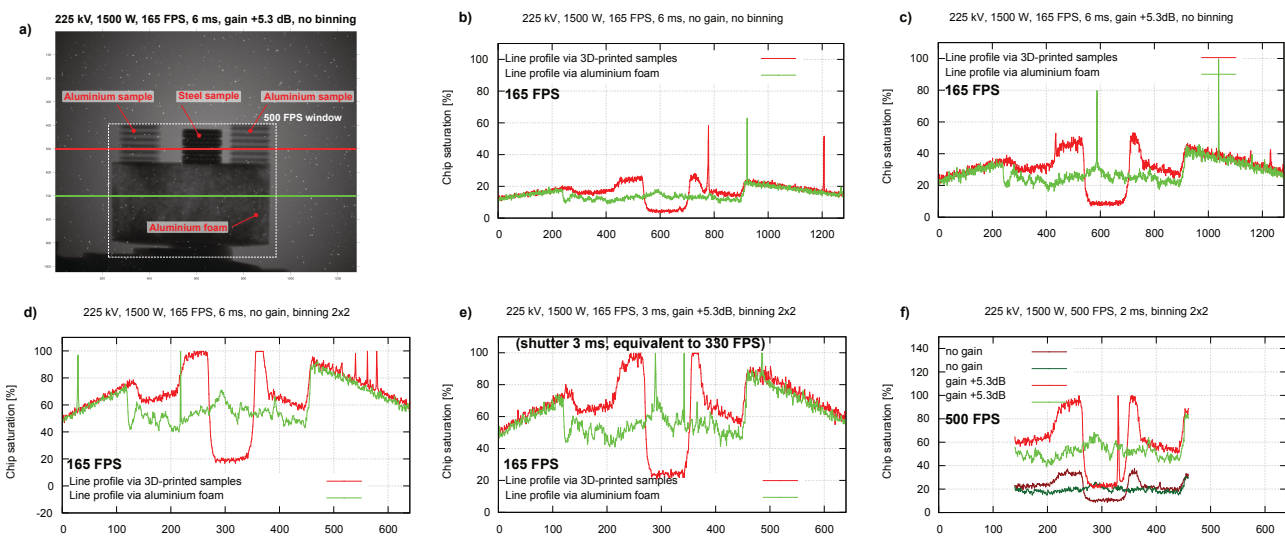 225 kV, 1500 W, 165 FPS, 6 ms, gain +5.3 dB, no binning
a)
Aluminium sample
Steel sample
Aluminium sample
500 FPS window
Aluminium foam
b)
225 kV, 1500 W, 165 FPS, 6 ms, no gain, no binning
Chip saturation [%]
Line profile via 3D-printed samples
Line profile via aluminium foam
165 FPS
100
80
60
40
20
0
0 200 400 600 800 1000 1200
c)
225 kV, 1500 W, 165 FPS, 6 ms, gain +5.3dB, no binning
Chip saturation [%]
Line profile via 3D-printed samples
Line profile via aluminium foam
165 FPS
100
80
60
40
20
0
0 200 400 600 800 1000 1200
d)
225 kV, 1500 W, 165 FPS, 6 ms, no gain, binning 2x2
Chip saturation [%]
100
80
60
40
20
0
-20
165 FPS
Line profile via 3D-printed samples
Line profile via aluminium foam
0 100 200 300 400 500 600
e)
225 kV, 1500 W, 165 FPS, 3 ms, gain +5.3dB, binning 2x2
(shutter 3 ms, equivalent to 330 FPS)
Chip saturation [%]
100
80
60
40
20
0
165 FPS
Line profile via 3D-printed samples
Line profile via aluminium foam
0 100 200 300 400 500 600
f)
225 kV, 1500 W, 500 FPS, 2 ms, binning 2x2
Chip saturation [%]
140
120
100
80
60
40
20
0
no gain
no gain
gain +5.3dB
gain +5.3dB
500 FPS
0 100 200 300 400 500 600